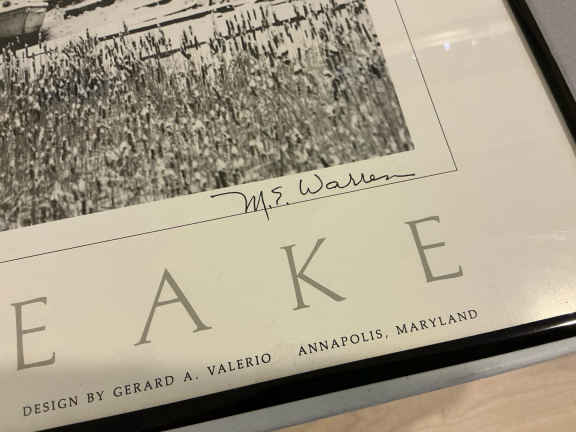 M.E. Warren
EAKE
DESIGN BY GERARD A. VALERIO ANNAPOLIS, MARYLAND